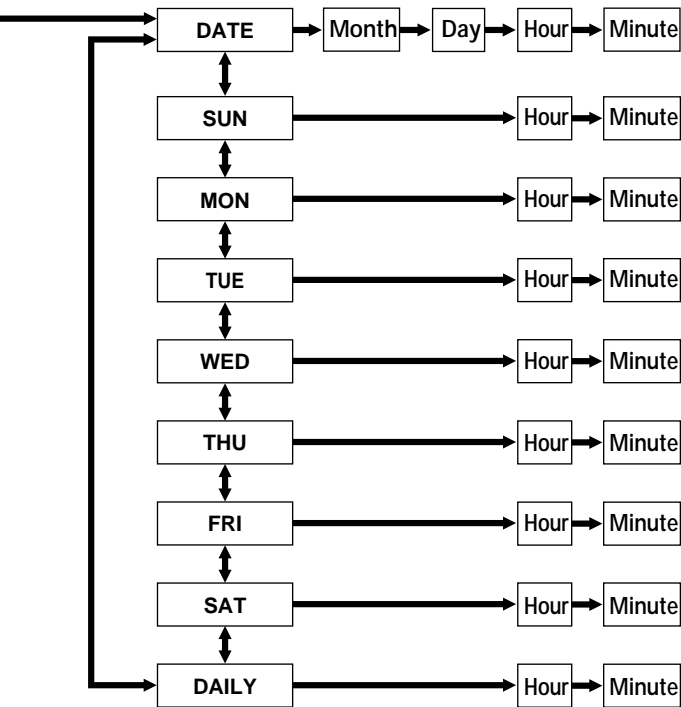 DATE Month Day Hour Minute
SUN Hour Minute
MON Hour Minute
TUE Hour Minute
WED Hour Minute
THU Hour Minute
FRI Hour Minute
SAT Hour Minute
DAILY Hour Minute